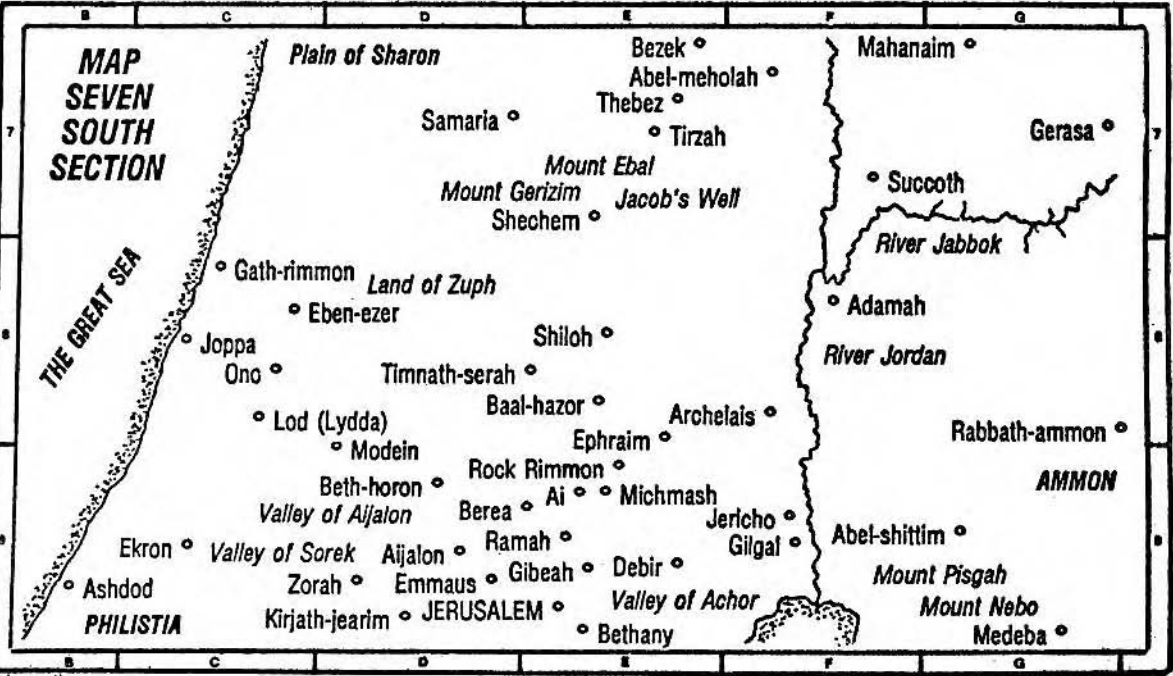 B C D E F G
MAP
SEVEN
SOUTH
SECTION
Plain of Sharon
Bezek
Mahanaim
Abel-meholah
Thebez
Samaria
Tirzah
Gerasa
7
7
Mount Ebal
Mount Gerizim
Jacob's Well
Succoth
Shechem
River Jabbok
THE GREAT SEA
Gath-rimmon
Land of Zuph
Eben-ezer
Adamah
Joppa
Shiloh
River Jordan
8
Ono
Timnath-serah
Baal-hazor
Archelais
Lod (Lydda)
Ephraim
Rabbath-ammon
Modein
Rock Rimmon
AMMON
Beth-horon
Ai
Michmash
Valley of Aijalon
Berea
Jericho
Abel-shittim
Ramah
Gilgal
9
Ekron
Valley of Sorek
Aijalon
Gibeah
Debir
Mount Pisgah
Ashdod
Zorah
Emmaus
Valley of Achor
Mount Nebo
PHILISTIA
Kirjath-jearim
JERUSALEM
Bethany
Medeba
B C D E F G